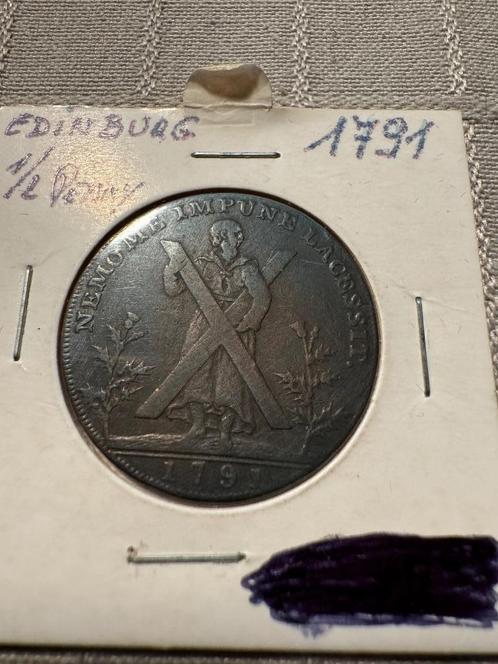 EDINBURG 1791
1/2 Penny
NEMO ME IMPUNE LACESSIT.
1791